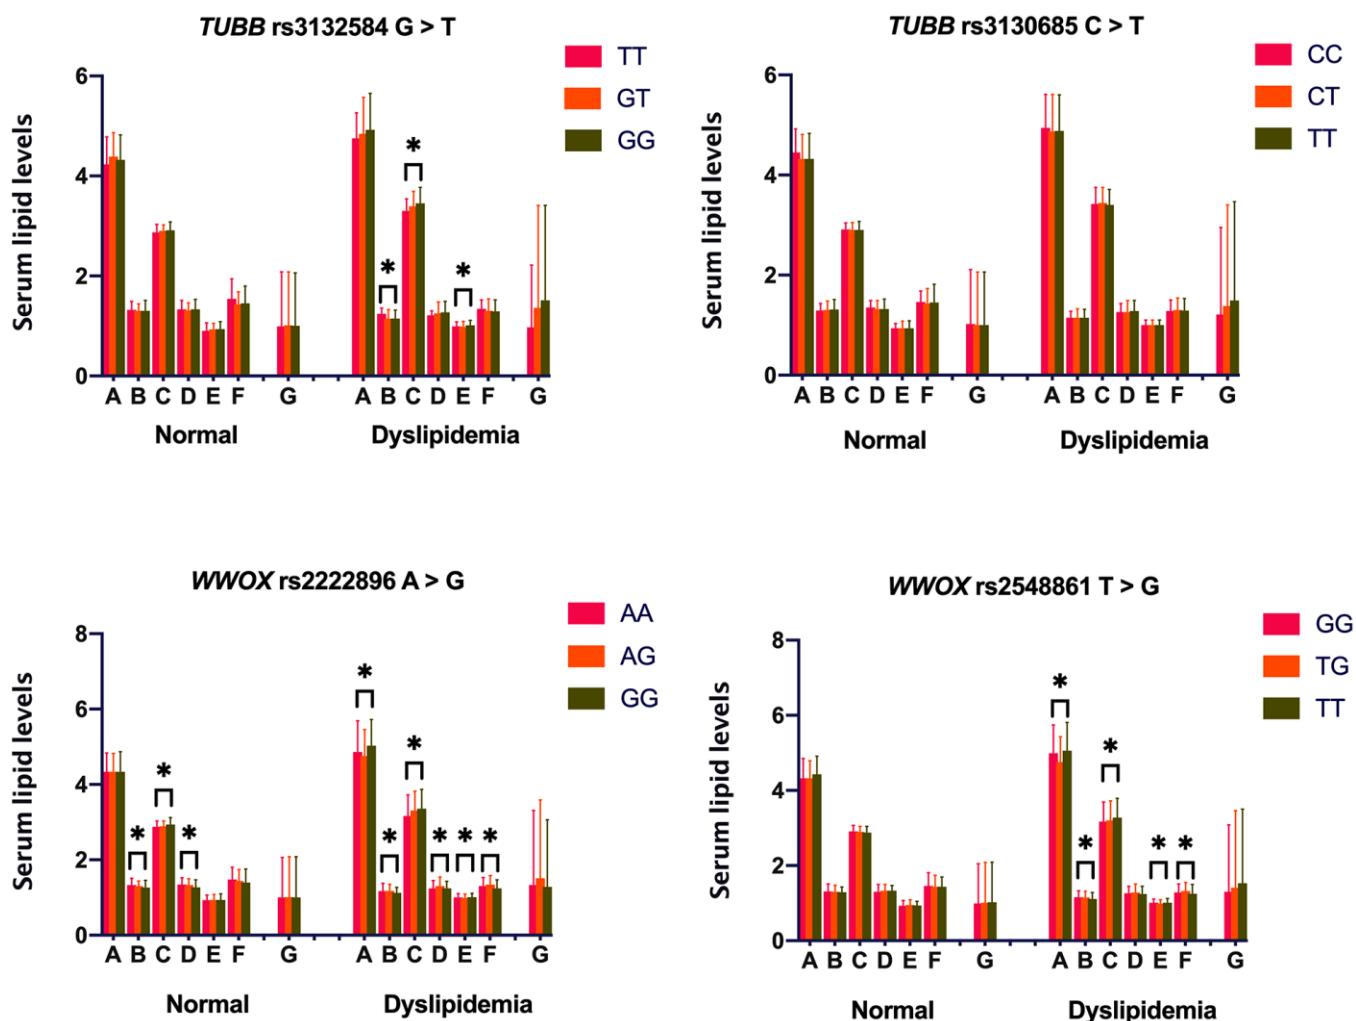 TUBB rs3132584 G > T
TT
GT
GG
Serum lipid levels
6
4
2
0
A B C D E F G A B C D E F G
Normal Dyslipidemia
* * *
TUBB rs3130685 C > T
CC
CT
TT
Serum lipid levels
6
4
2
0
A B C D E F G A B C D E F G
Normal Dyslipidemia
WWOX rs2222896 A > G
AA
AG
GG
Serum lipid levels
8
6
4
2
0
* * * * * * * * *
A B C D E F G A B C D E F G
Normal Dyslipidemia
WWOX rs2548861 T > G
GG
TG
TT
Serum lipid levels
8
6
4
2
0
* * * * *
A B C D E F G A B C D E F G
Normal Dyslipidemia